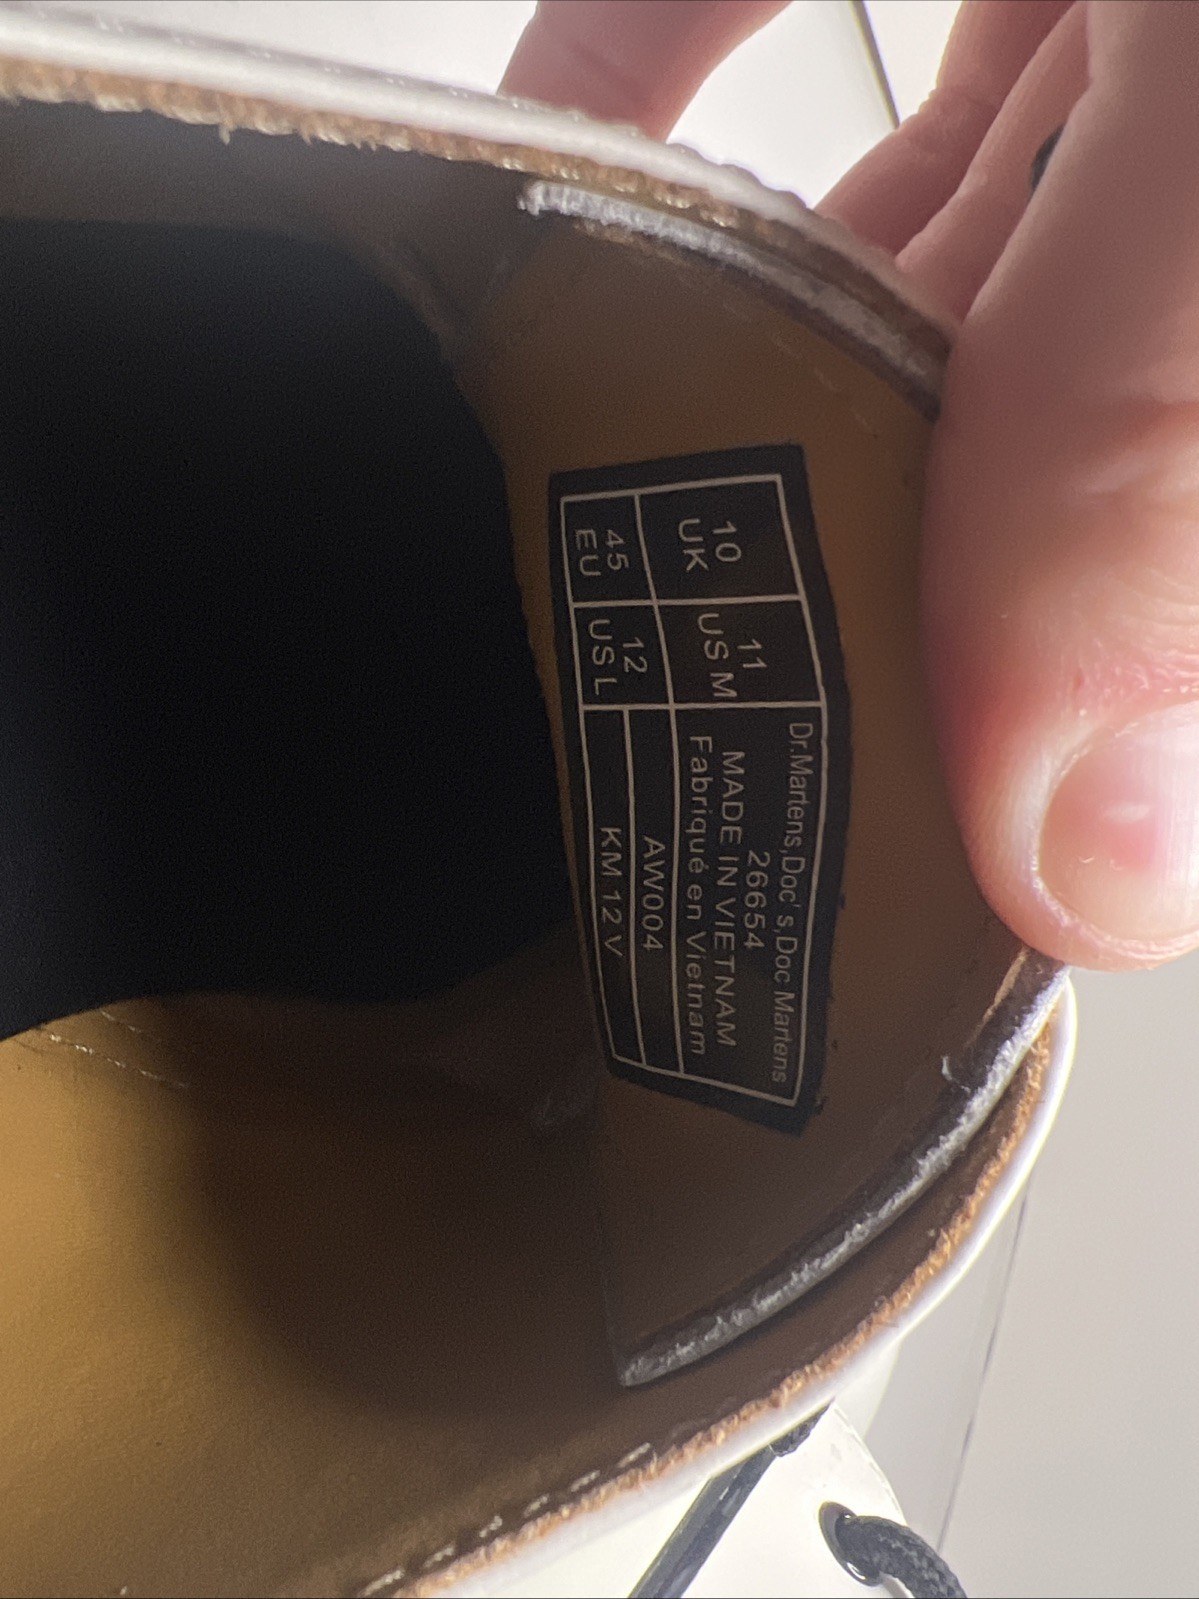 10
UK
11
US M
45
EU
12
US L
Dr.Martens,Doc's,Doc Martens
26654
MADE IN VIETNAM
Fabriqué en Vietnam
AW004
KM 12 V